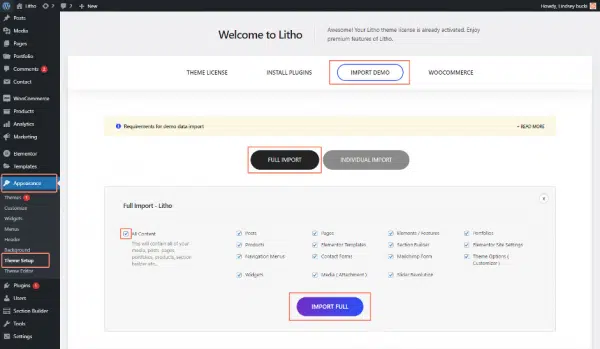 Litho
7
7
+ New
Howdy, Lindsey bucks
Posts
Media
Pages
Portfolio
Comments 2
Contact
WooCommerce
Products
Analytics
Marketing
Elementor
Templates
Appearance
Themes 1
Customize
Widgets
Menus
Header
Background
Theme Setup
Theme Editor
Plugins 1
Users
Section Builder
Tools
Settings
Welcome to Litho
Awesome! Your Litho theme license is already activated. Enjoy
premium features of Litho.
THEME LICENSE
INSTALL PLUGINS
IMPORT DEMO
WOOCOMMERCE
Requirements for demo data import
+ READ MORE
FULL IMPORT
INDIVIDUAL IMPORT
Full Import - Litho
x
All Content
This will contain all of your
media, posts, pages,
portfolios, products, section
builder etc..
Posts
Pages
Elements / Features
Portfolios
Products
Elementor Templates
Section Builder
Elementor Site Settings
Navigation Menus
Contact Forms
Mailchimp Form
Theme Options (
Customizer )
Widgets
Media ( Attachment )
Slider Revolution
IMPORT FULL